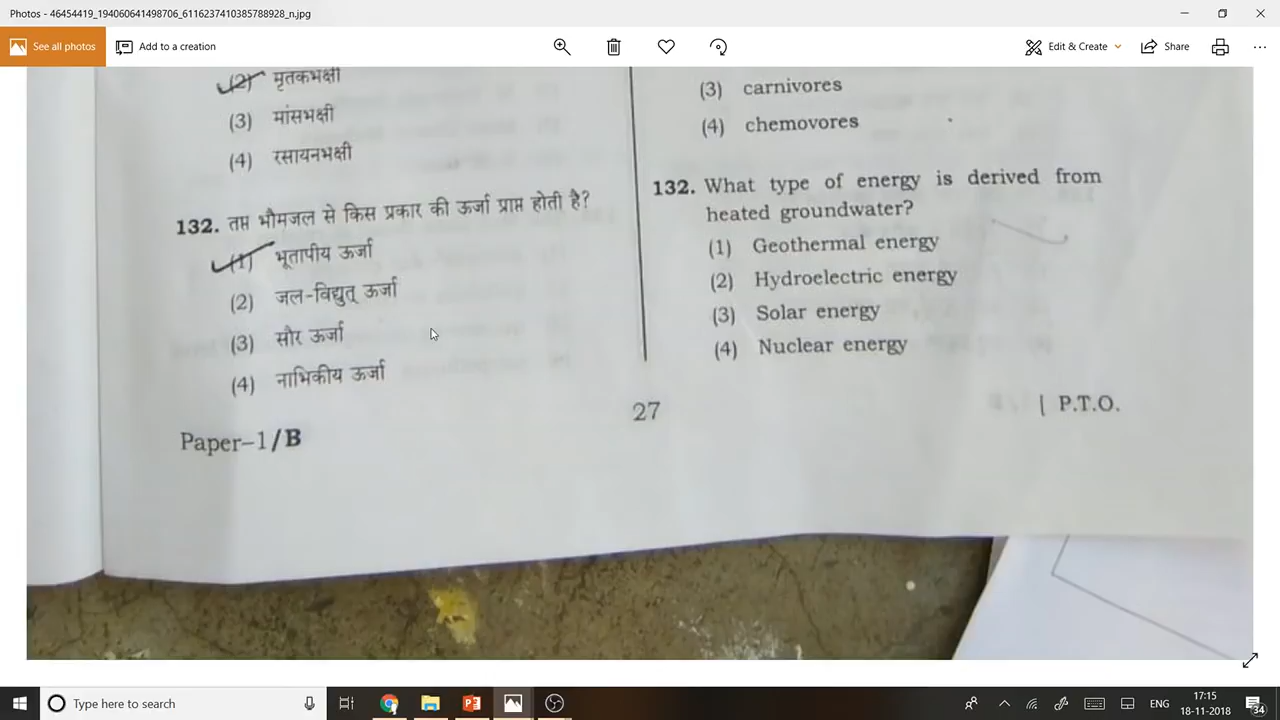 Photos - 46454419_194060641498706_6116237410385788928_n.jpg
See all photos
Add to a creation
Edit & Create
Share
(2) मृतकभक्षी
(3) मांसभक्षी
(4) रसायनभक्षी
132. तप्त भौमजल से किस प्रकार की ऊर्जा प्राप्त होती है?
(1) भूतापीय ऊर्जा
(2) जल-विद्युत् ऊर्जा
(3) सौर ऊर्जा
(4) नाभिकीय ऊर्जा
Paper–1/B
(3) carnivores
(4) chemovores
132. What type of energy is derived from
heated groundwater?
(1) Geothermal energy
(2) Hydroelectric energy
(3) Solar energy
(4) Nuclear energy
27
[ P.T.O.
Type here to search
ENG
17:15
18-11-2018
34